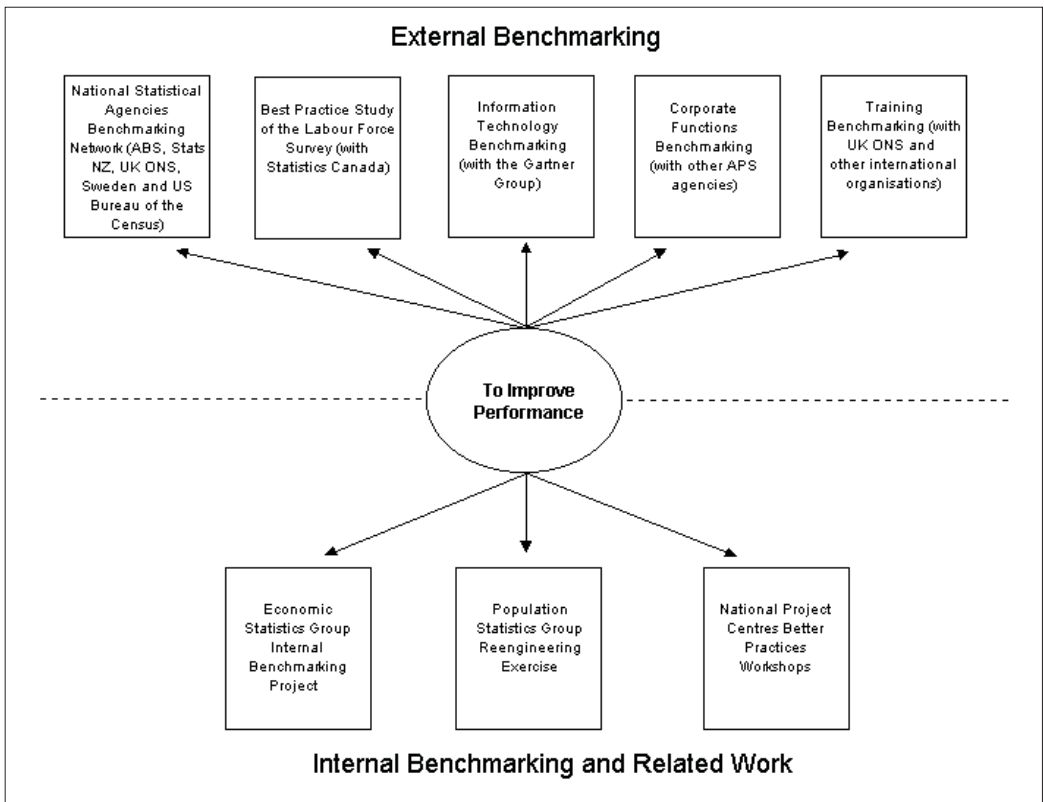 External Benchmarking
National Statistical
Agencies
Benchmarking
Network (ABS, Stats
NZ, UK ONS,
Sweden and US
Bureau of the
Census)
Best Practice Study
of the Labour Force
Survey (with
Statistics Canada)
Information
Technology
Benchmarking
(with the Gartner
Group)
Corporate
Functions
Benchmarking
(with other APS
agencies)
Training
Benchmarking (with
UK ONS and
other international
organisations)
To Improve
Performance
Economic
Statistics Group
Internal
Benchmarking
Project
Population
Statistics Group
Reengineering
Exercise
National Project
Centres Better
Practices
Workshops
Internal Benchmarking and Related Work